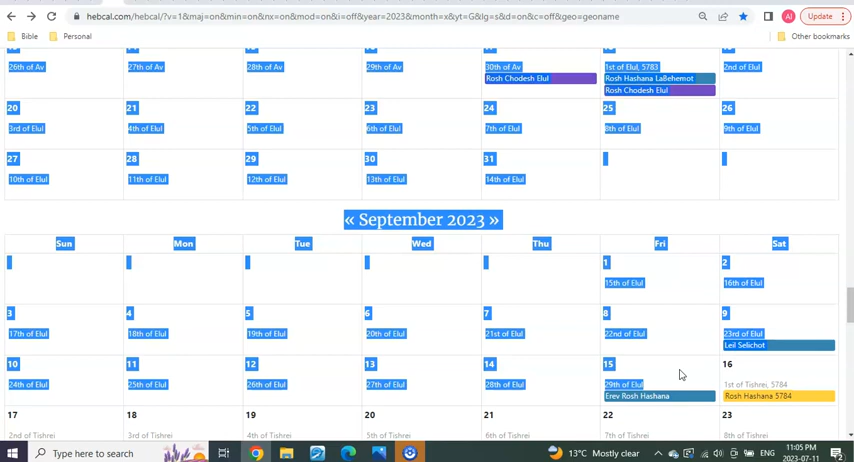 hebcal.com/hebcal/?v=1&maj=on&min=on&nx=on&mod=on&i=off&year=2023&month=x&yt=G&lg=s&d=on&c=off&geo=geoname
AI
Update
Bible
Personal
Other bookmarks
26th of Av
27th of Av
28th of Av
29th of Av
30th of Av
1st of Elul, 5783
2nd of Elul
Rosh Chodesh Elul
Rosh Hashana LaBehemot
Rosh Chodesh Elul
20 21 22 23 24 25 26
3rd of Elul
4th of Elul
5th of Elul
6th of Elul
7th of Elul
8th of Elul
9th of Elul
27 28 29 30 31
10th of Elul
11th of Elul
12th of Elul
13th of Elul
14th of Elul
« September 2023 »
Sun Mon Tue Wed Thu Fri Sat
1 2
15th of Elul
16th of Elul
3 4 5 6 7 8 9
17th of Elul
18th of Elul
19th of Elul
20th of Elul
21st of Elul
22nd of Elul
23rd of Elul
Leil Selichot
10 11 12 13 14 15 16
24th of Elul
25th of Elul
26th of Elul
27th of Elul
28th of Elul
29th of Elul
1st of Tishrei, 5784
Erev Rosh Hashana
Rosh Hashana 5784
17 18 19 20 21 22 23
2nd of Tishrei
3rd of Tishrei
4th of Tishrei
5th of Tishrei
6th of Tishrei
7th of Tishrei
8th of Tishrei
Type here to search
13°C Mostly clear
ENG
11:05 PM
2023-07-11
2